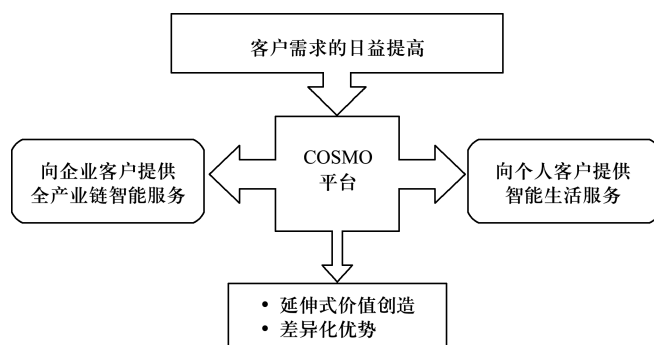 客户需求的日益提高
COSMO
平台
向企业客户提供
全产业链智能服务
向个人客户提供
智能生活服务
• 延伸式价值创造
• 差异化优势